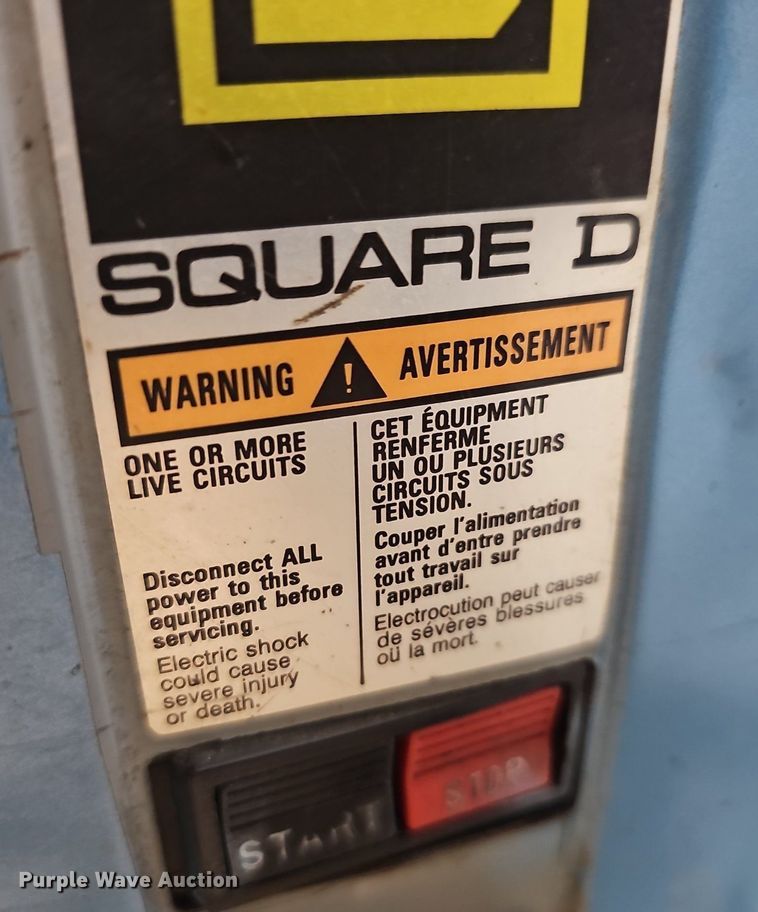 SQUARE D
WARNING ! AVERTISSEMENT
ONE OR MORE
LIVE CIRCUITS
Disconnect ALL
power to this
equipment before
servicing.
Electric shock
could cause
severe injury
or death.
CET ÉQUIPMENT
RENFERME
UN OU PLUSIEURS
CIRCUITS SOUS
TENSION.
Couper l'alimentation
avant d'entre prendre
tout travail sur
l'appareil.
Electrocution peut causer
de sévères blessures
où la mort.
START STOP
Purple Wave Auction